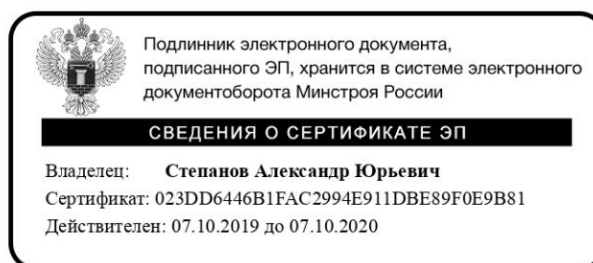 Подлинник электронного документа,
подписанного ЭП, хранится в системе электронного
документоборота Минстроя России
СВЕДЕНИЯ О СЕРТИФИКАТЕ ЭП
Владелец: Степанов Александр Юрьевич
Сертификат: 023DD6446B1FAC2994E911DBE89F0E9B81
Действителен: 07.10.2019 до 07.10.2020